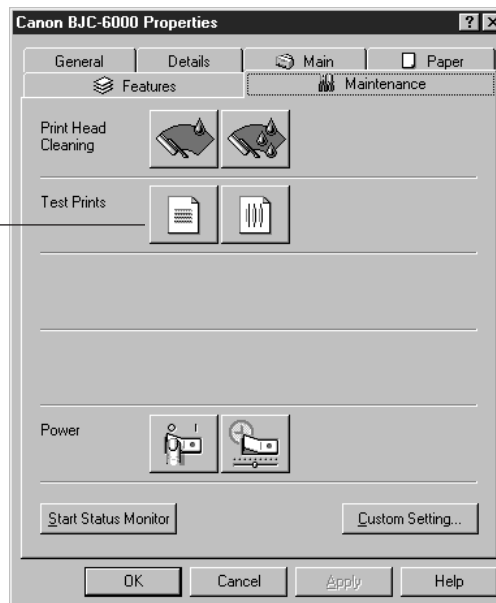 Canon BJC-6000 Properties
General Details Main Paper
Features Maintenance
Print Head
Cleaning
Test Prints
Power
Start Status Monitor Custom Setting...
OK Cancel Apply Help